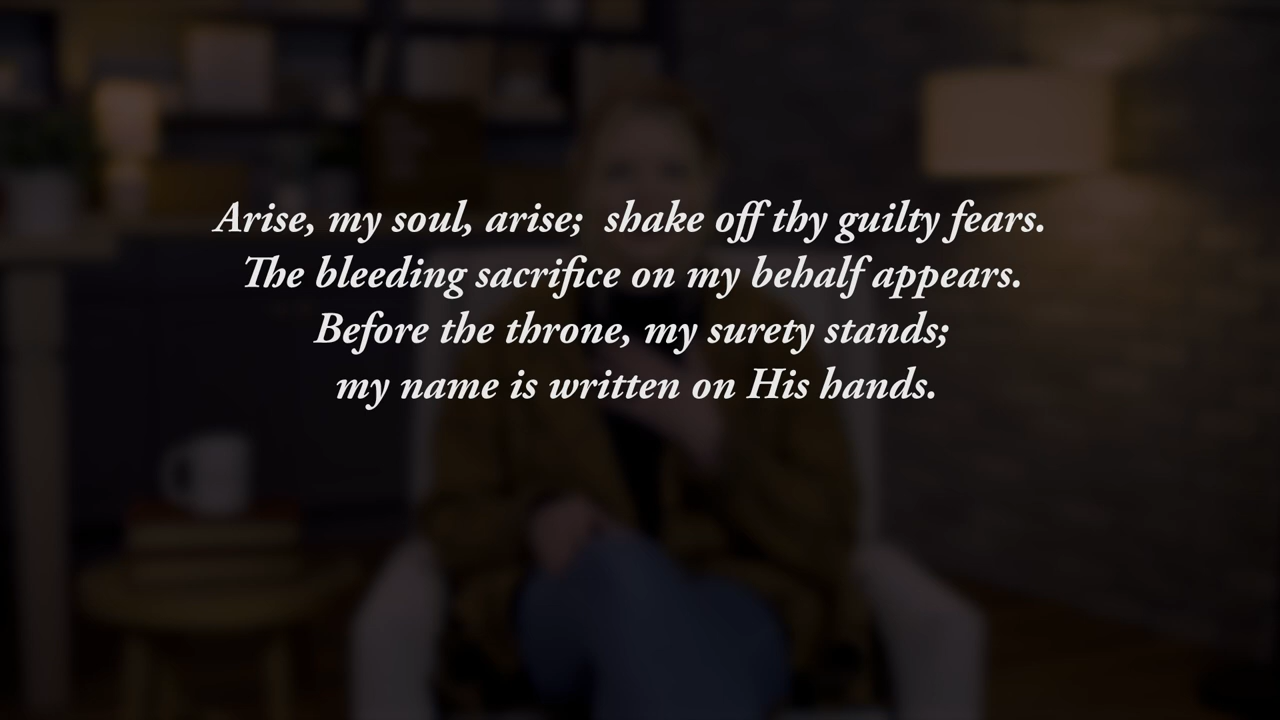 Arise, my soul, arise;  shake off thy guilty fears.
The bleeding sacrifice on my behalf appears.
Before the throne, my surety stands;
my name is written on His hands.